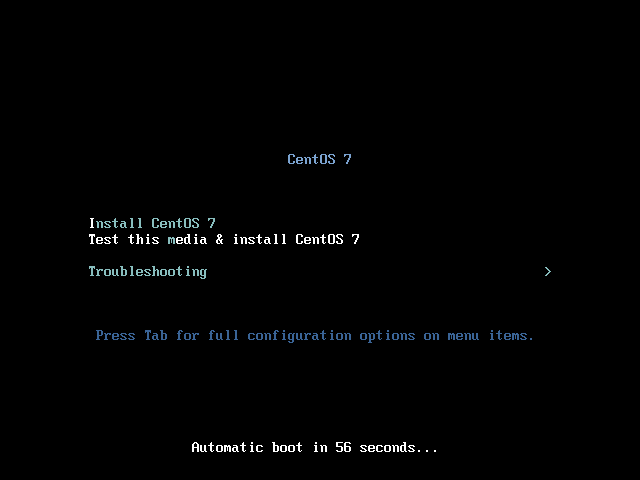 CentOS 7
Install CentOS 7
Test this media & install CentOS 7
Troubleshooting >
Press Tab for full configuration options on menu items.
Automatic boot in 56 seconds...